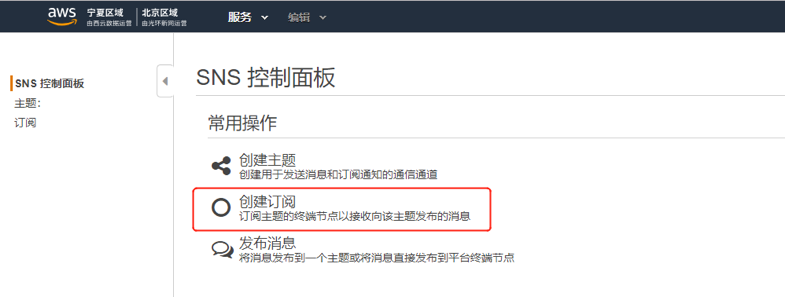 aws 宁夏区域 北京区域 服务 编辑
由西云数据运营 由光环新网运营
SNS 控制面板
主题:
订阅
SNS 控制面板
常用操作
创建主题
创建用于发送消息和订阅通知的通信通道
创建订阅
订阅主题的终端节点以接收向该主题发布的消息
发布消息
将消息发布到一个主题或将消息直接发布到平台终端节点